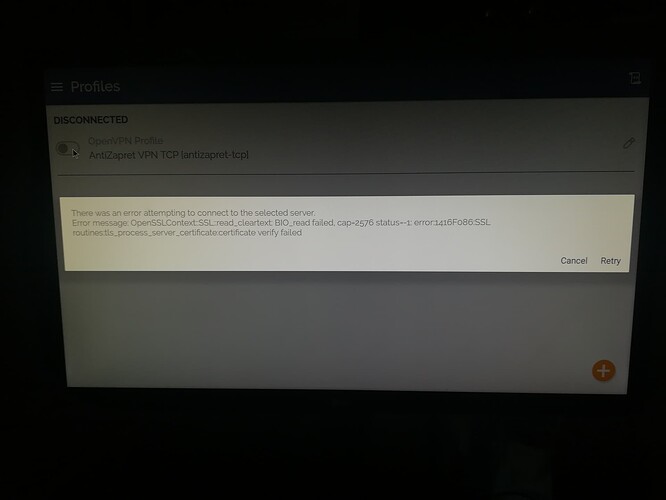 Profiles
DISCONNECTED
OpenVPN Profile
AntiZapret VPN TCP [antizapret-tcp]
There was an error attempting to connect to the selected server.
Error message: OpenSSLContext::SSL::read_cleartext: BIO_read failed, cap=2576 status=-1: error:1416F086:SSL
routines:tls_process_server_certificate:certificate verify failed
Cancel Retry